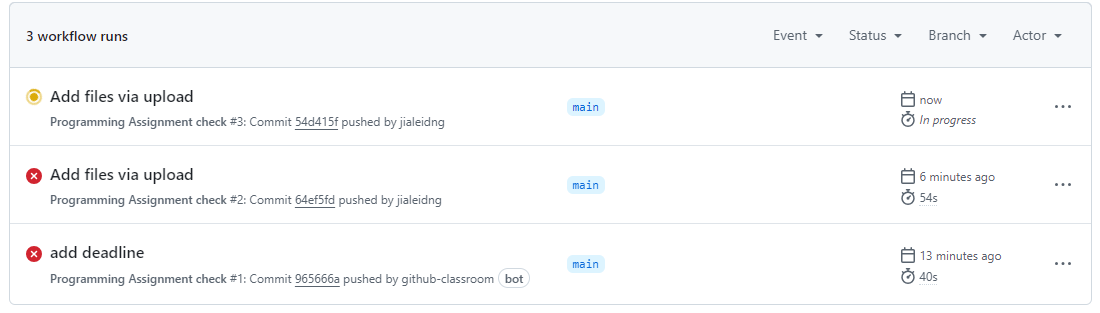 3 workflow runs Event Status Branch Actor
Add files via upload
Programming Assignment check #3: Commit 54d415f pushed by jialeidng
main
now
In progress
Add files via upload
Programming Assignment check #2: Commit 64ef5fd pushed by jialeidng
main
6 minutes ago
54s
add deadline
Programming Assignment check #1: Commit 965666a pushed by github-classroom bot
main
13 minutes ago
40s